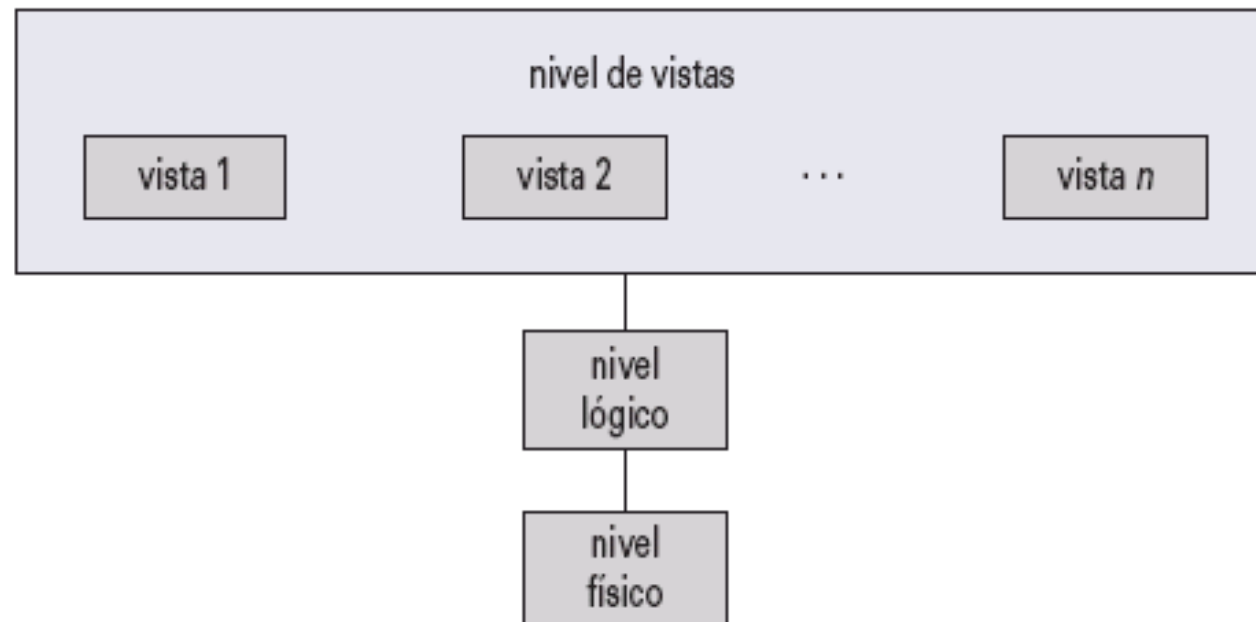 nivel de vistas
vista 1
vista 2
...
vista n
nivel
lógico
nivel
físico